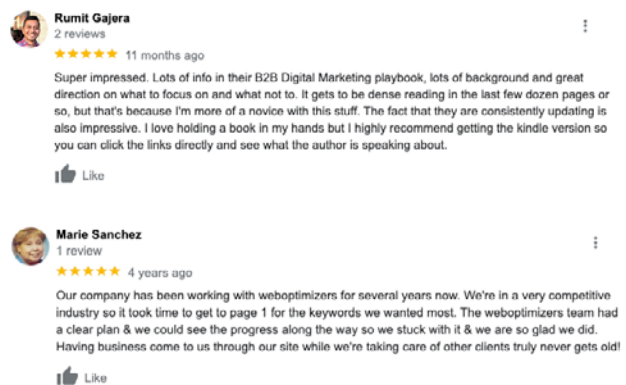 Rumit Gajera
2 reviews
11 months ago
Super impressed. Lots of info in their B2B Digital Marketing playbook, lots of background and great
direction on what to focus on and what not to. It gets to be dense reading in the last few dozen pages or
so, but that's because I'm more of a novice with this stuff. The fact that they are consistently updating is
also impressive. I love holding a book in my hands but I highly recommend getting the kindle version so
you can click the links directly and see what the author is speaking about.
Like
Marie Sanchez
1 review
4 years ago
Our company has been working with weboptimizers for several years now. We're in a very competitive
industry so it took time to get to page 1 for the keywords we wanted most. The weboptimizers team had
a clear plan & we could see the progress along the way so we stuck with it & we are so glad we did.
Having business come to us through our site while we're taking care of other clients truly never gets old!
Like